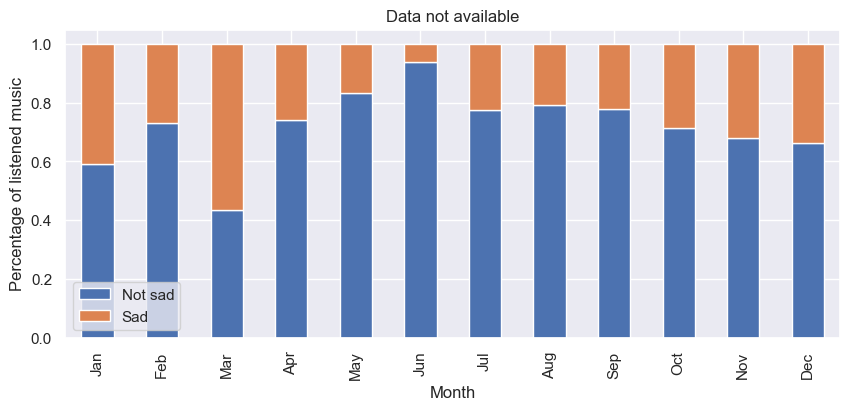 Data not available
Percentage of listened music
1.0
0.8
0.6
0.4
0.2
0.0
Not sad
Sad
Jan Feb Mar Apr May Jun Jul Aug Sep Oct Nov Dec
Month